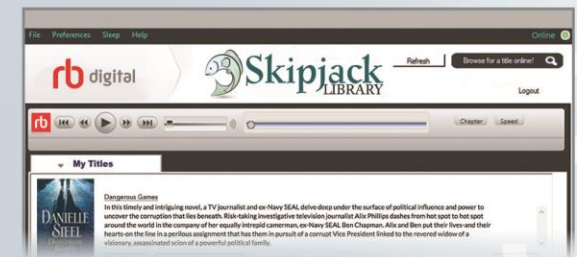 File Preferences Sleep Help Online
rb digital
Skipjack
LIBRARY
Refresh
Browse for a title online!
Logout
rb
Chapter Speed
My Titles
DANIELLE
STEEL
Dangerous Games
In this timely and intriguing novel, a TV journalist and ex-Navy SEAL delve deep under the surface of political influence and power to
uncover the corruption that lies beneath. Risk-taking investigative television journalist Alix Phillips dashes from hot spot to hot spot
around the world in the company of her equally intrepid camerman, ex-Navy SEAL Ben Chapman. Alix and Ben put their lives-and their
hearts-on the line in a perilous assignment that has them in pursuit of a corrupt Vice President linked to the revered widow of a
visionary, assassinated scion of a powerful political family.